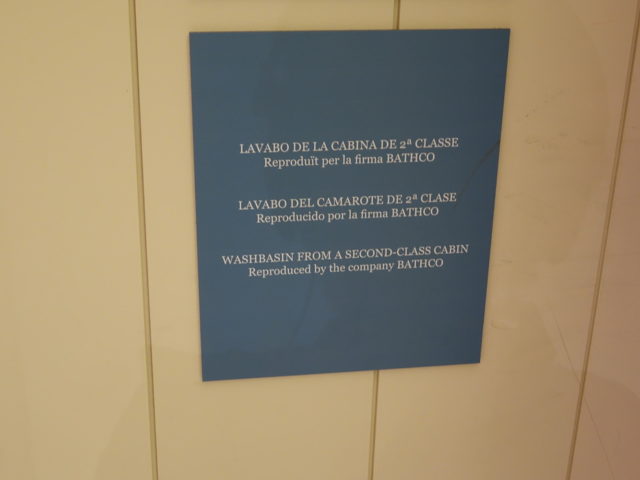 LAVABO DE LA CABINA DE 2ª CLASSE
Reproduït per la firma BATHCO
LAVABO DEL CAMAROTE DE 2ª CLASE
Reproducido por la firma BATHCO
WASHBASIN FROM A SECOND-CLASS CABIN
Reproduced by the company BATHCO